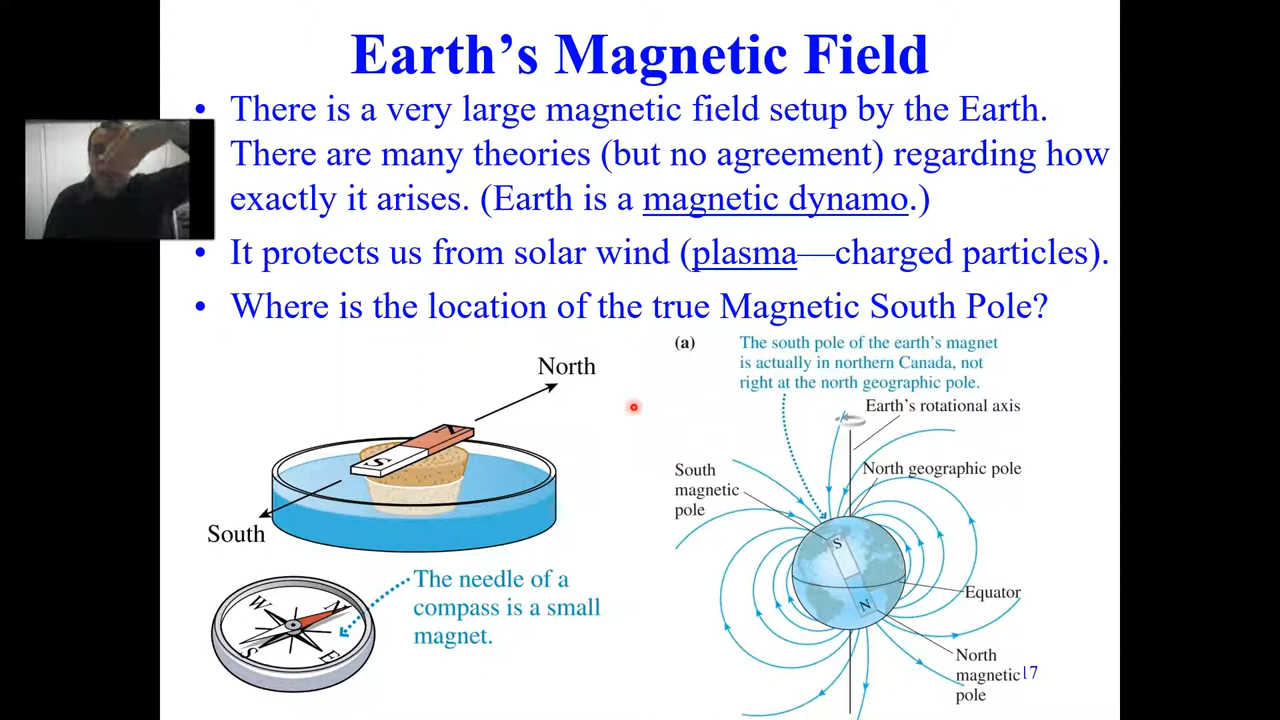 Earth's Magnetic Field
• There is a very large magnetic field setup by the Earth.
There are many theories (but no agreement) regarding how
exactly it arises. (Earth is a magnetic dynamo.)
• It protects us from solar wind (plasma—charged particles).
• Where is the location of the true Magnetic South Pole?
North
N
S
South
The needle of a
compass is a small
magnet.
W
N
S
E
(a)
The south pole of the earth's magnet
is actually in northern Canada, not
right at the north geographic pole.
Earth's rotational axis
North geographic pole
South
magnetic
pole
S
N
Equator
North
magnetic
pole
17